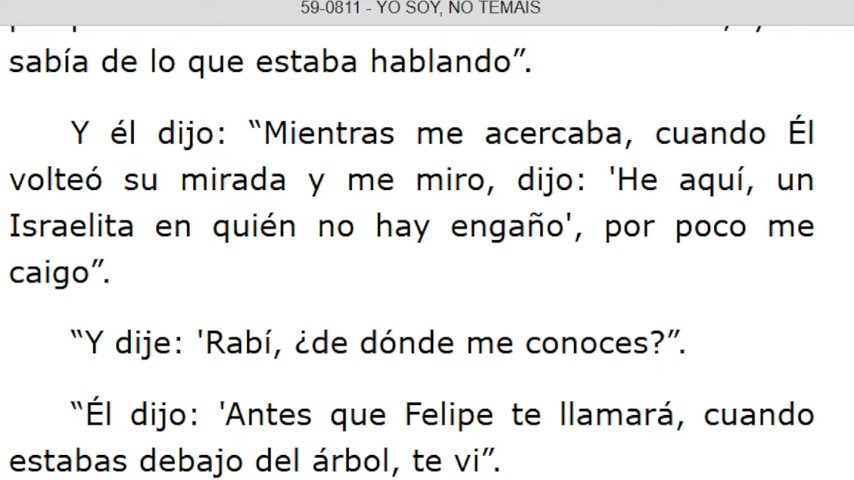 59-0811 - YO SOY, NO TEMAIS
sabía de lo que estaba hablando”.
Y él dijo: “Mientras me acercaba, cuando Él
volteó su mirada y me miro, dijo: 'He aquí, un
Israelita en quién no hay engaño', por poco me
caigo”.
“Y dije: 'Rabí, ¿de dónde me conoces?”.
“Él dijo: 'Antes que Felipe te llamará, cuando
estabas debajo del árbol, te vi”.